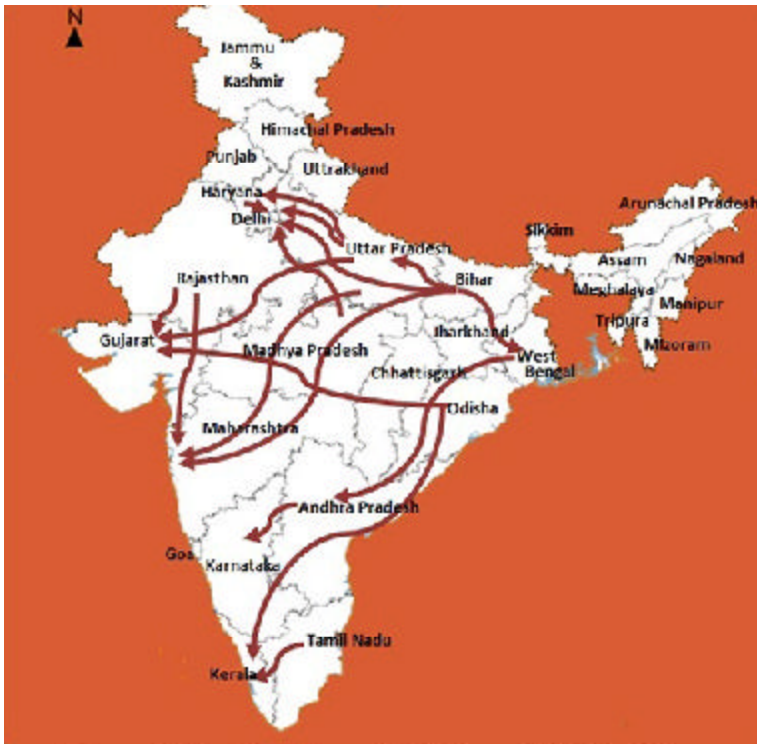 N
Jammu
&
Kashmir
Himachal Pradesh
Punjab
Uttrakhand
Haryana
Delhi
Arunachal Pradesh
Sikkim
Uttar Pradesh
Assam
Nagaland
Rajasthan
Bihar
Meghalaya
Manipur
Tripura
Gujarat
Jharkhand
Mizoram
Madhya Pradesh
West
Bengal
Chhattisgarh
Odisha
Maharashtra
Andhra Pradesh
Goa
Karnataka
Tamil Nadu
Kerala